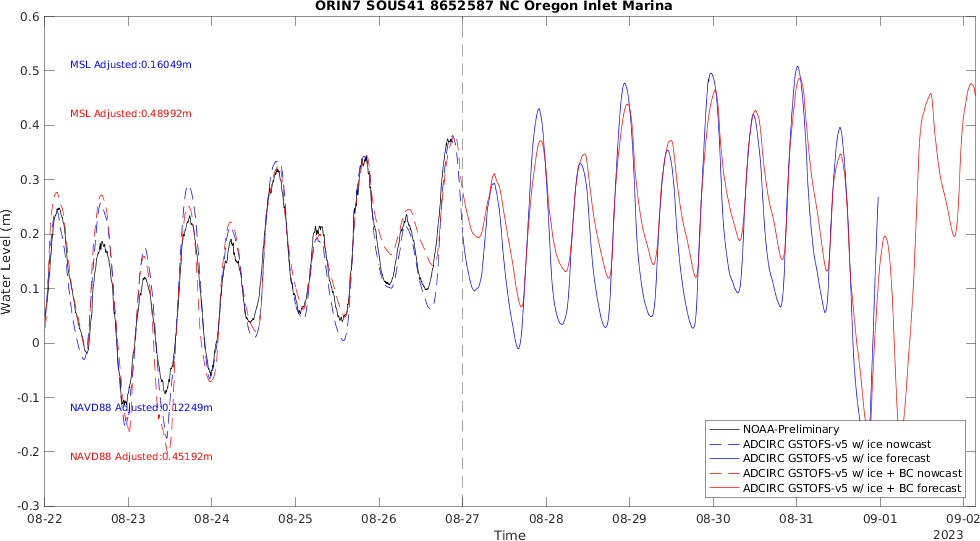 ORIN7 SOUS41 8652587 NC Oregon Inlet Marina
Water Level (m)
0.6
0.5
0.4
0.3
0.2
0.1
0
-0.1
-0.2
-0.3
MSL Adjusted:0.16049m
MSL Adjusted:0.48992m
NAVD88 Adjusted:0.12249m
NAVD88 Adjusted:0.45192m
NOAA-Preliminary
ADCIRC GSTOFS-v5 w/ ice nowcast
ADCIRC GSTOFS-v5 w/ ice forecast
ADCIRC GSTOFS-v5 w/ ice + BC nowcast
ADCIRC GSTOFS-v5 w/ ice + BC forecast
08-22 08-23 08-24 08-25 08-26 08-27 08-28 08-29 08-30 08-31 09-01 09-02
Time
2023